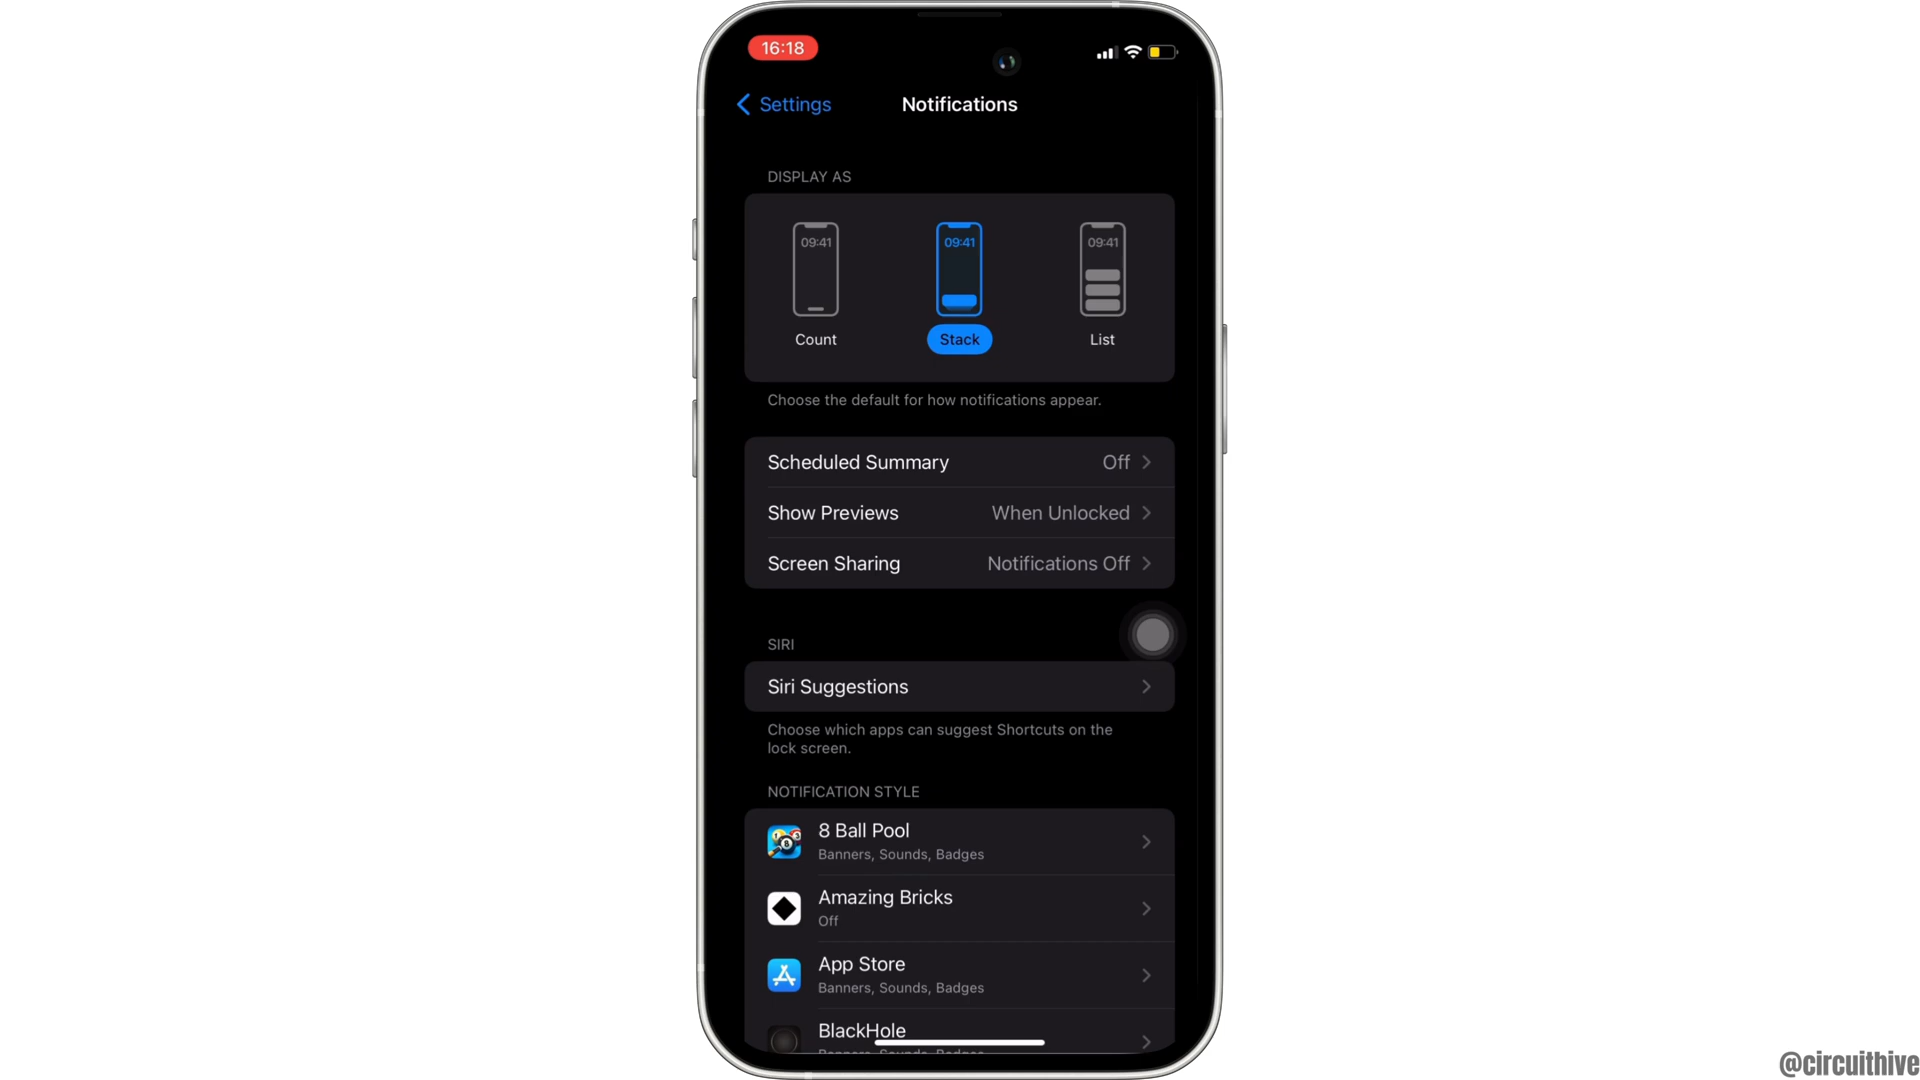 16:18
Settings
Notifications
DISPLAY AS
09:41
09:41
09:41
Count
Stack
List
Choose the default for how notifications appear.
Scheduled Summary
Off
Show Previews
When Unlocked
Screen Sharing
Notifications Off
SIRI
Siri Suggestions
Choose which apps can suggest Shortcuts on the
lock screen.
NOTIFICATION STYLE
8 Ball Pool
Banners, Sounds, Badges
Amazing Bricks
Off
App Store
Banners, Sounds, Badges
BlackHole
Banners, Sounds, Badges
@circuithive